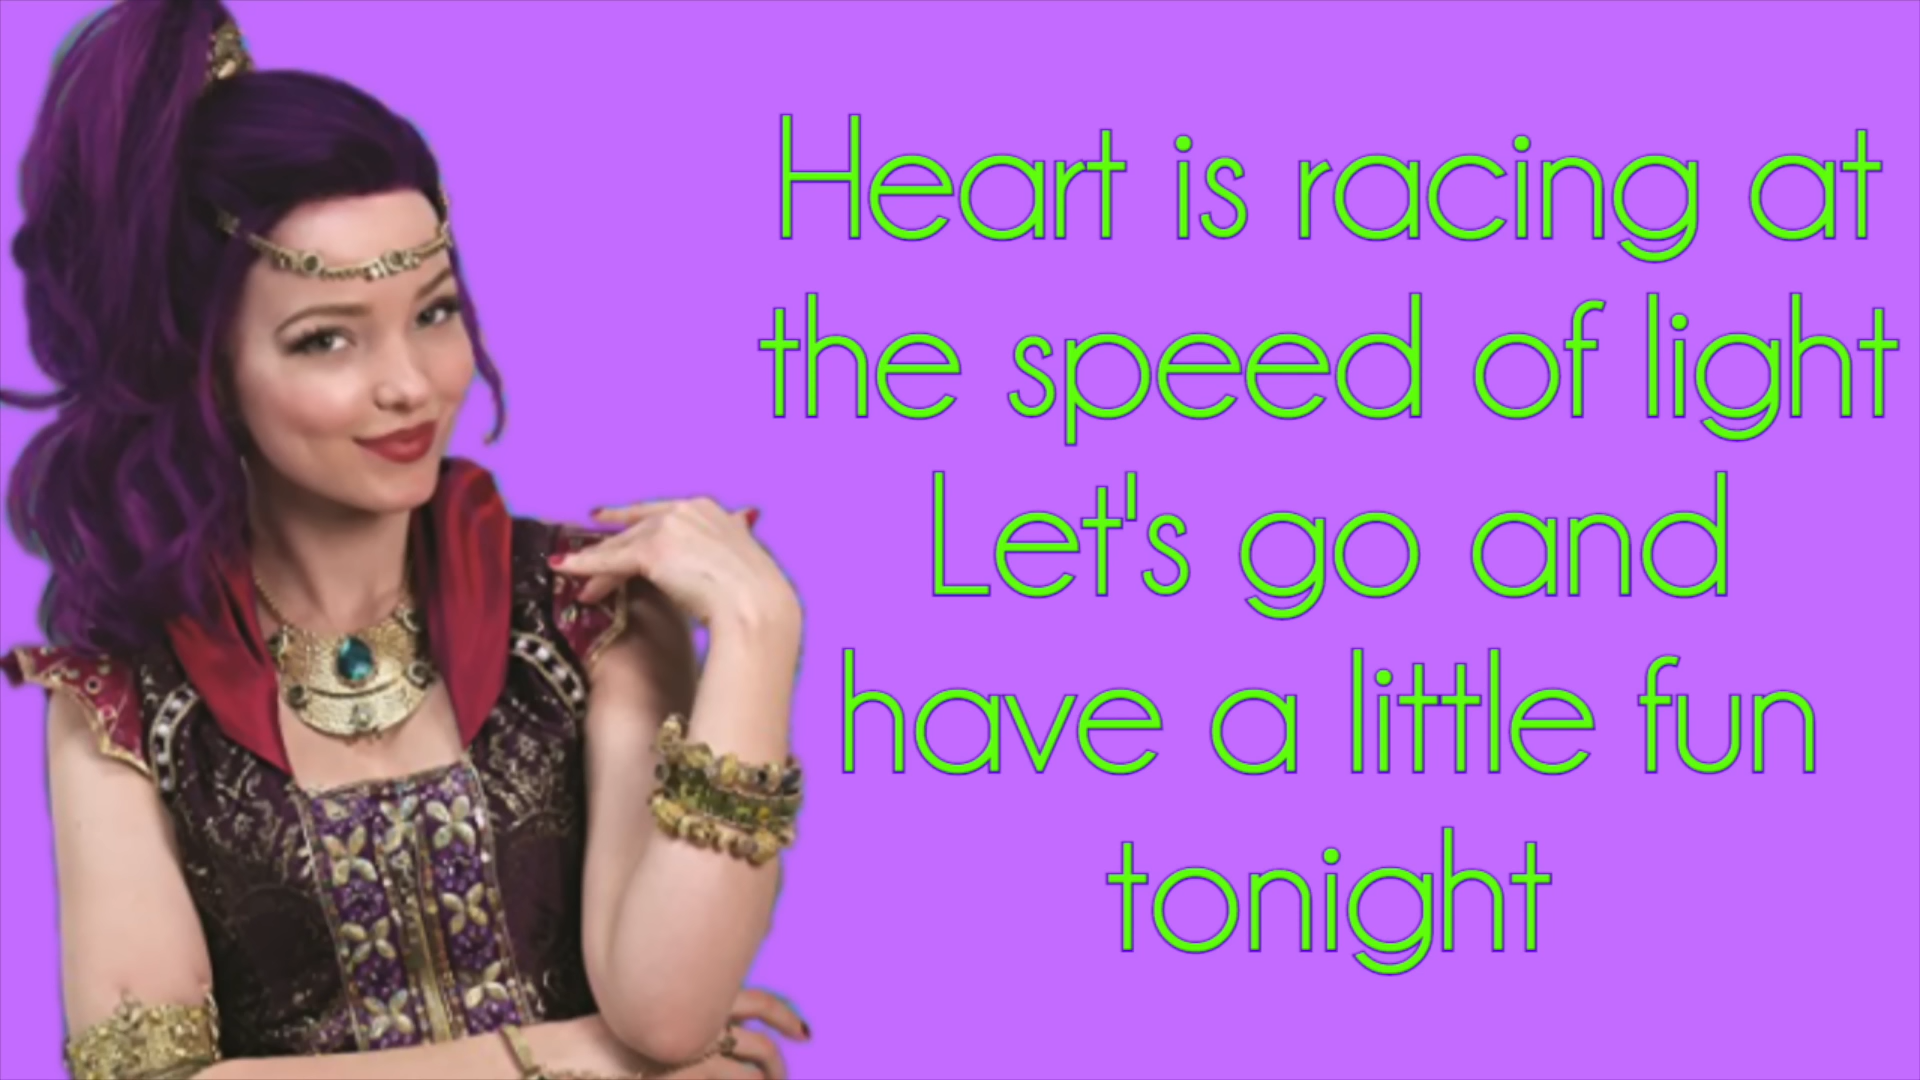 Heart is racing at
the speed of light
Let's go and
have a little fun
tonight